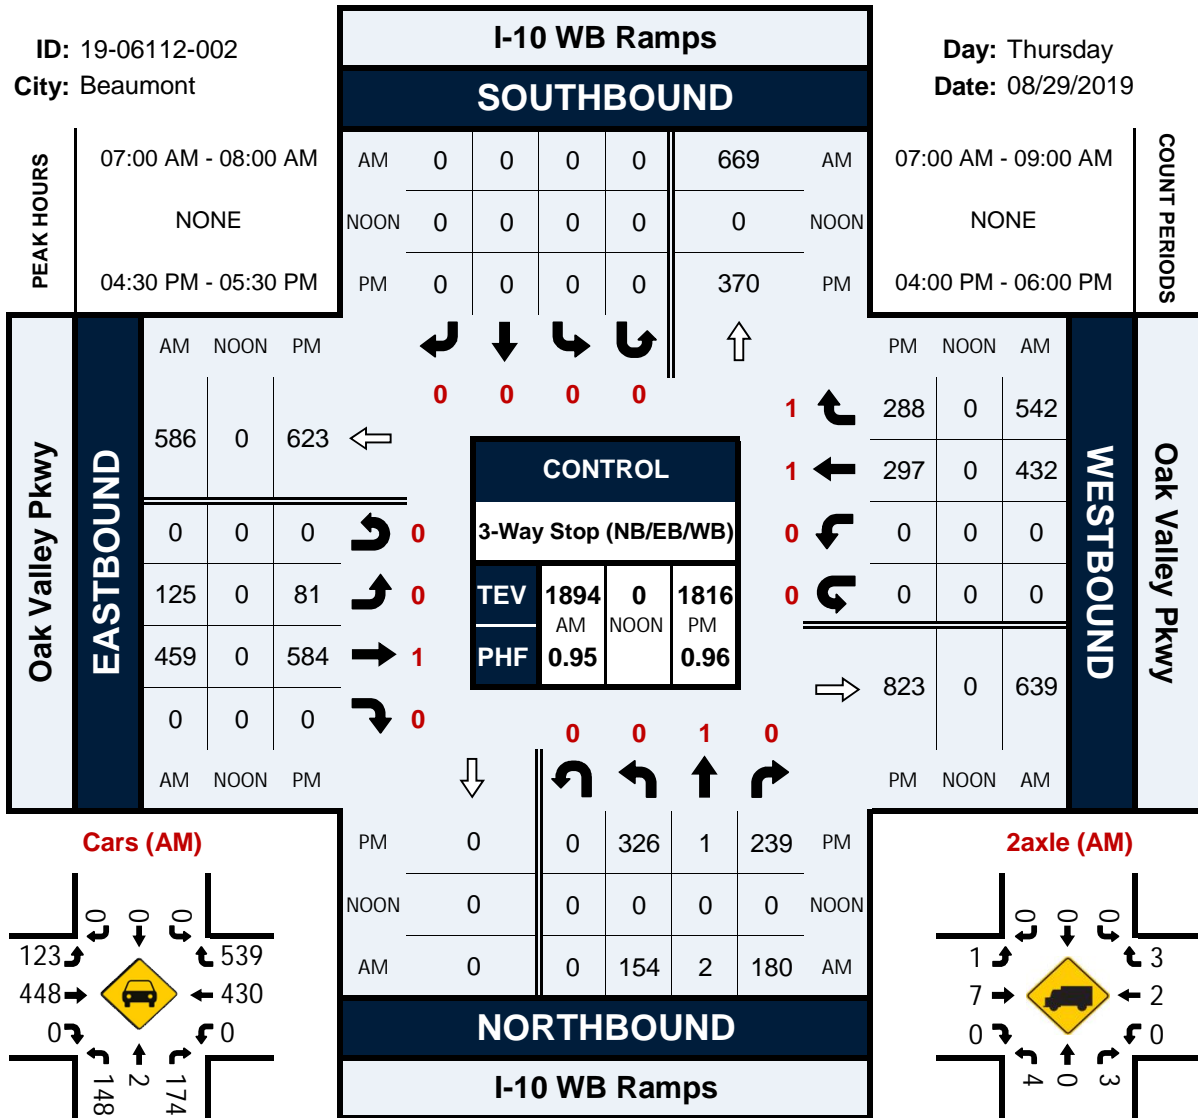 I-10 WB Ramps
ID: 19-06112-002
Day: Thursday
City: Beaumont
Date: 08/29/2019
SOUTHBOUND
PEAK HOURS
07:00 AM - 08:00 AM
NONE
04:30 PM - 05:30 PM
AM 0 0 0 0 669 AM
NOON 0 0 0 0 0 NOON
PM 0 0 0 0 370 PM
07:00 AM - 09:00 AM
NONE
04:00 PM - 06:00 PM
COUNT PERIODS
0 0 0 0
Oak Valley Pkwy
EASTBOUND
AM NOON PM
586 0 623
0 0 0 0
125 0 81 0
459 0 584 1
0 0 0 0
AM NOON PM
CONTROL
3-Way Stop (NB/EB/WB)
TEV 1894 0 1816
AM NOON PM
PHF 0.95 0.96
PM NOON AM
1 288 0 542
1 297 0 432
0 0 0 0
0 0 0 0
823 0 639
PM NOON AM
WESTBOUND
Oak Valley Pkwy
0 0 1 0
PM 0 0 326 1 239 PM
NOON 0 0 0 0 0 NOON
AM 0 0 154 2 180 AM
NORTHBOUND
I-10 WB Ramps
Cars (AM)
0 0 0
123 539
448 430
0 0
148 2 174
2axle (AM)
0 0 0
1 3
7 2
0 0
4 0 3